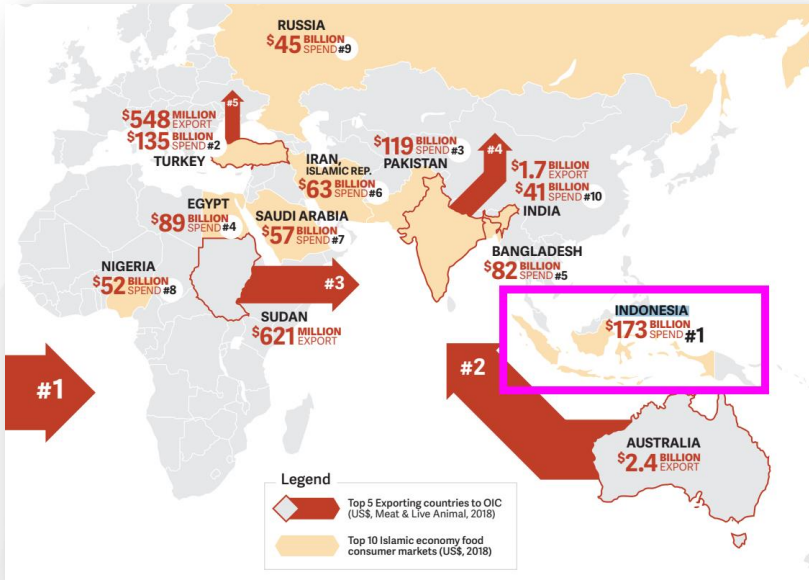 RUSSIA
$45 BILLION
SPEND #9
#5
$548 MILLION
EXPORT
$135 BILLION
SPEND #2
TURKEY
$119 BILLION
SPEND #3
PAKISTAN
#4
IRAN,
ISLAMIC REP.
$63 BILLION
SPEND #6
$1.7 BILLION
EXPORT
$41 BILLION
SPEND #10
INDIA
EGYPT
$89 BILLION
SPEND #4
SAUDI ARABIA
$57 BILLION
SPEND #7
BANGLADESH
$82 BILLION
SPEND #5
NIGERIA
$52 BILLION
SPEND #8
#3
SUDAN
$621 MILLION
EXPORT
INDONESIA
$173 BILLION
SPEND #1
#1
#2
AUSTRALIA
$2.4 BILLION
EXPORT
Legend
Top 5 Exporting countries to OIC
(US$, Meat & Live Animal, 2018)
Top 10 Islamic economy food
consumer markets (US$, 2018)